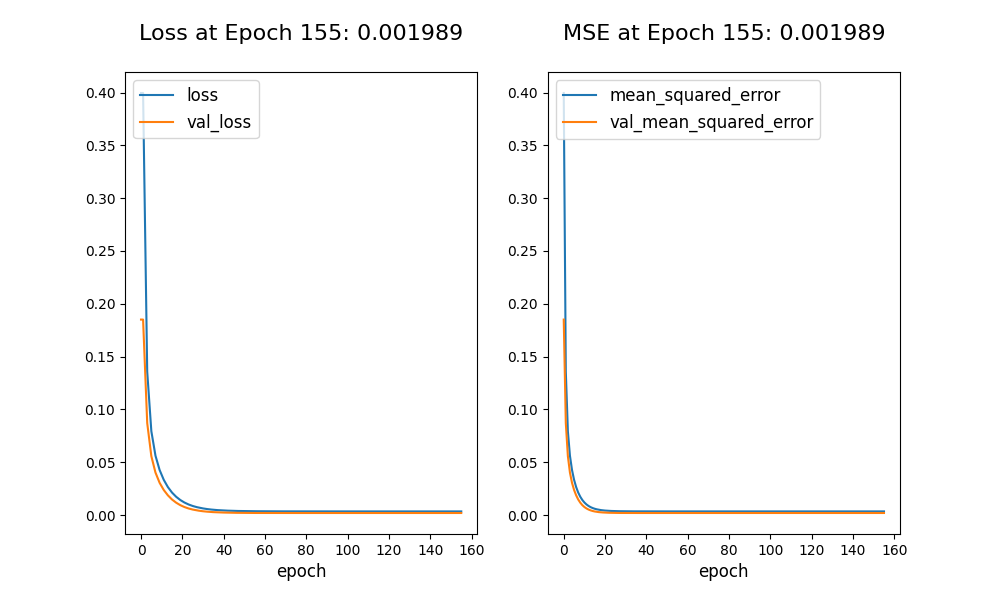 Loss at Epoch 155: 0.001989
loss
val_loss
0.40
0.35
0.30
0.25
0.20
0.15
0.10
0.05
0.00
0 20 40 60 80 100 120 140 160
epoch
MSE at Epoch 155: 0.001989
mean_squared_error
val_mean_squared_error
0.40
0.35
0.30
0.25
0.20
0.15
0.10
0.05
0.00
0 20 40 60 80 100 120 140 160
epoch